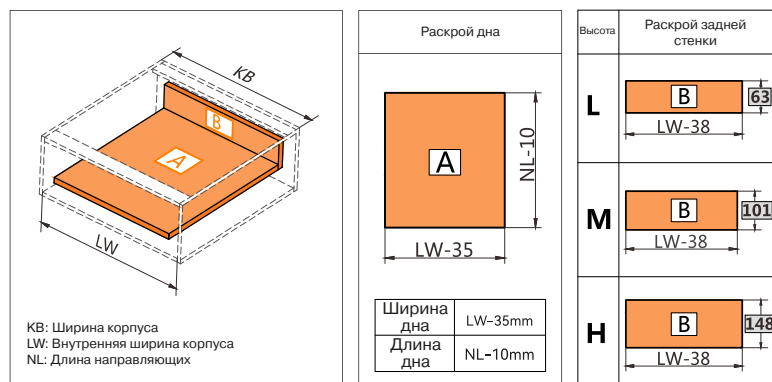 KB
B
A
LW
KB: Ширина корпуса
LW: Внутренняя ширина корпуса
NL: Длина направляющих
Раскрой дна
A
NL-10
LW-35
Ширина дна LW-35mm
Длина дна NL-10mm
Высота Раскрой задней стенки
L B 63
LW-38
M B 101
LW-38
H B 148
LW-38